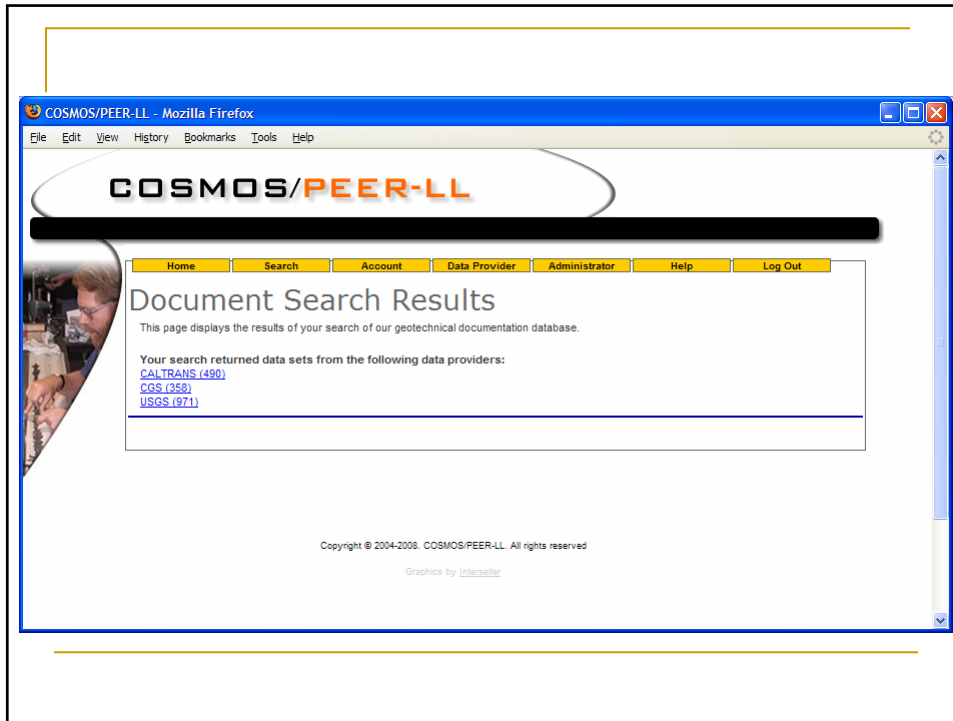 COSMOS/PEER-LL - Mozilla Firefox
File Edit View History Bookmarks Tools Help
COSMOS/PEER-LL
Home Search Account Data Provider Administrator Help Log Out
Document Search Results
This page displays the results of your search of our geotechnical documentation database.
Your search returned data sets from the following data providers:
CALTRANS (490)
CGS (358)
USGS (971)
Copyright © 2004-2008. COSMOS/PEER-LL. All rights reserved
Graphics by Interseller